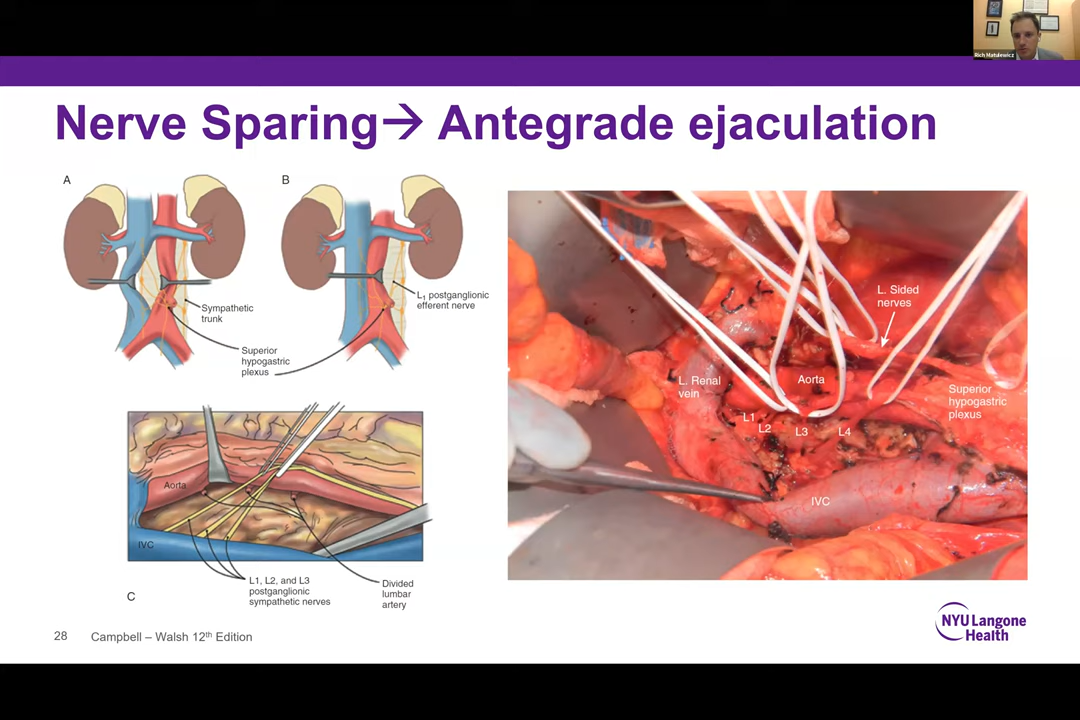 Rich Matulewicz
Nerve Sparing→ Antegrade ejaculation
A
B
Sympathetic
trunk
L1 postganglionic
efferent nerve
Superior
hypogastric
plexus
Aorta
IVC
L1, L2, and L3
postganglionic
sympathetic nerves
Divided
lumbar
artery
C
L. Sided
nerves
L. Renal
vein
Aorta
Superior
hypogastric
plexus
L1
L2
L3
L4
IVC
28
Campbell – Walsh 12th Edition
NYU Langone
Health